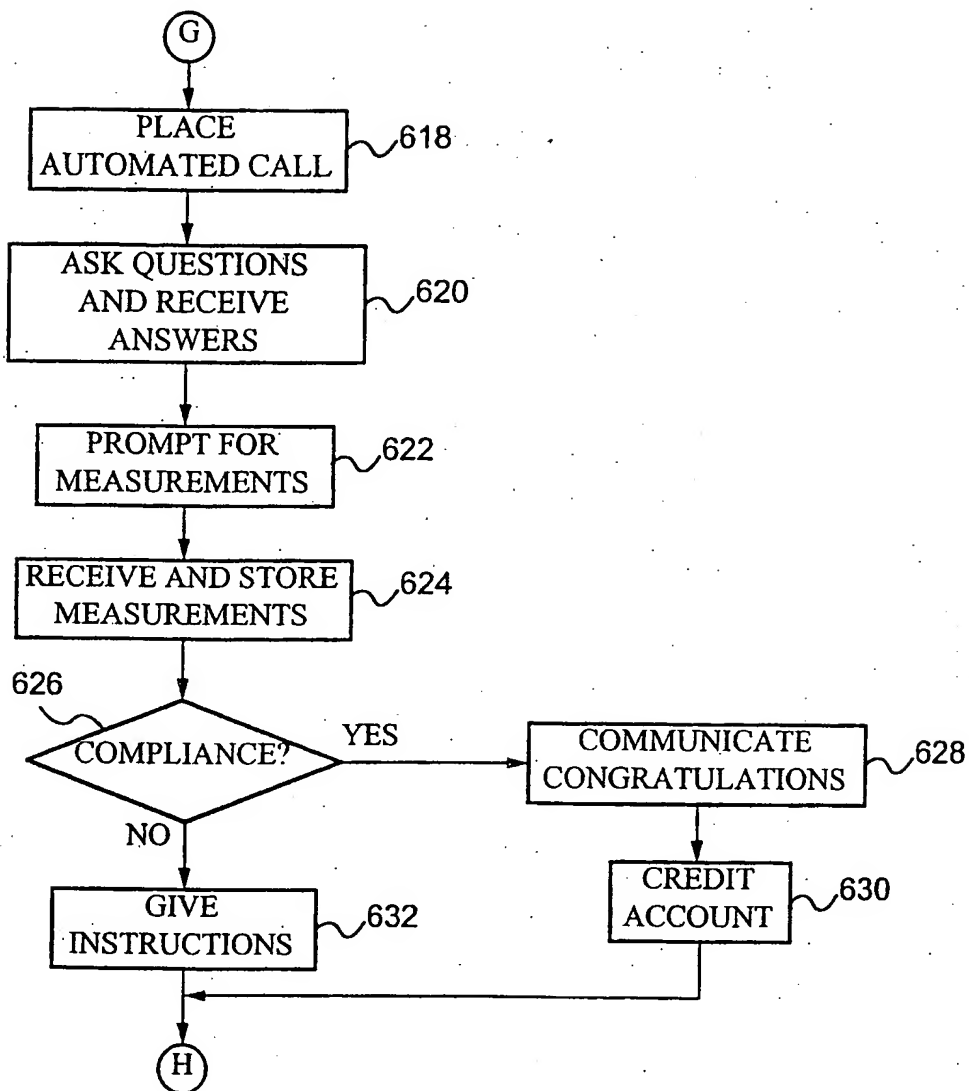 G
PLACE
AUTOMATED CALL
618
ASK QUESTIONS
AND RECEIVE
ANSWERS
620
PROMPT FOR
MEASUREMENTS
622
RECEIVE AND STORE
MEASUREMENTS
624
626
COMPLIANCE?
YES
NO
COMMUNICATE
CONGRATULATIONS
628
CREDIT
ACCOUNT
630
GIVE
INSTRUCTIONS
632
H